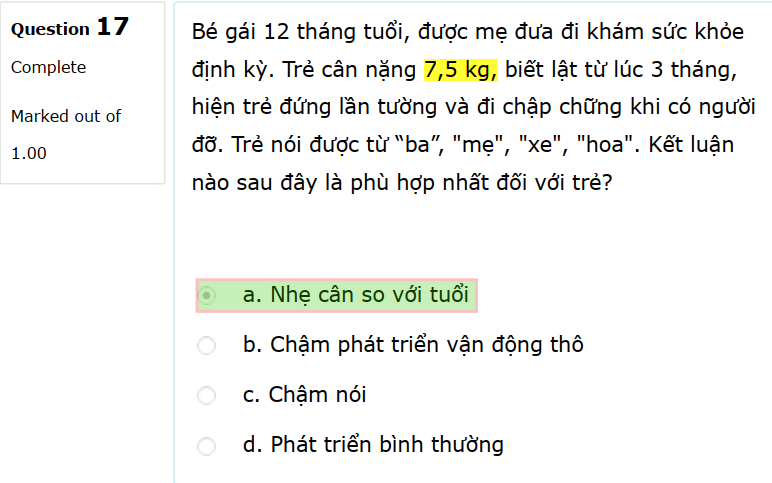 Question 17
Complete
Marked out of
1.00
Bé gái 12 tháng tuổi, được mẹ đưa đi khám sức khỏe
định kỳ. Trẻ cân nặng 7,5 kg, biết lật từ lúc 3 tháng,
hiện trẻ đứng lần tường và đi chập chững khi có người
đỡ. Trẻ nói được từ “ba”, "mẹ", "xe", "hoa". Kết luận
nào sau đây là phù hợp nhất đối với trẻ?
a. Nhẹ cân so với tuổi
b. Chậm phát triển vận động thô
c. Chậm nói
d. Phát triển bình thường